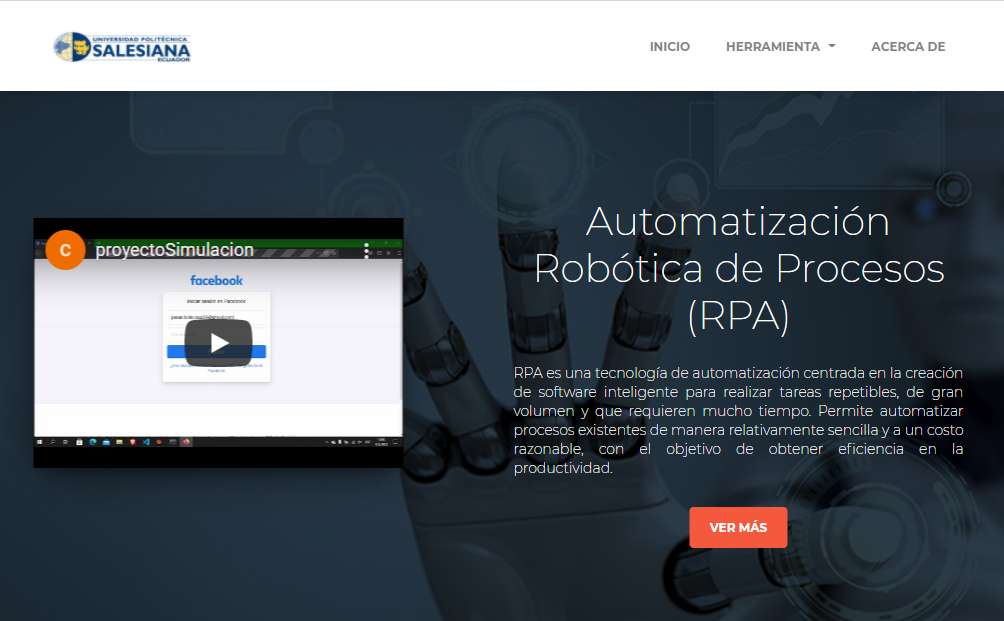 UNIVERSIDAD POLITÉCNICA
SALESIANA
ECUADOR
INICIO
HERRAMIENTA
ACERCA DE
C
proyectoSimulacion
facebook
Iniciar sesión en Facebook
Automatización
Robótica de Procesos
(RPA)
RPA es una tecnología de automatización centrada en la creación
de software inteligente para realizar tareas repetibles, de gran
volumen y que requieren mucho tiempo. Permite automatizar
procesos existentes de manera relativamente sencilla y a un costo
razonable, con el objetivo de obtener eficiencia en la
productividad.
VER MÁS